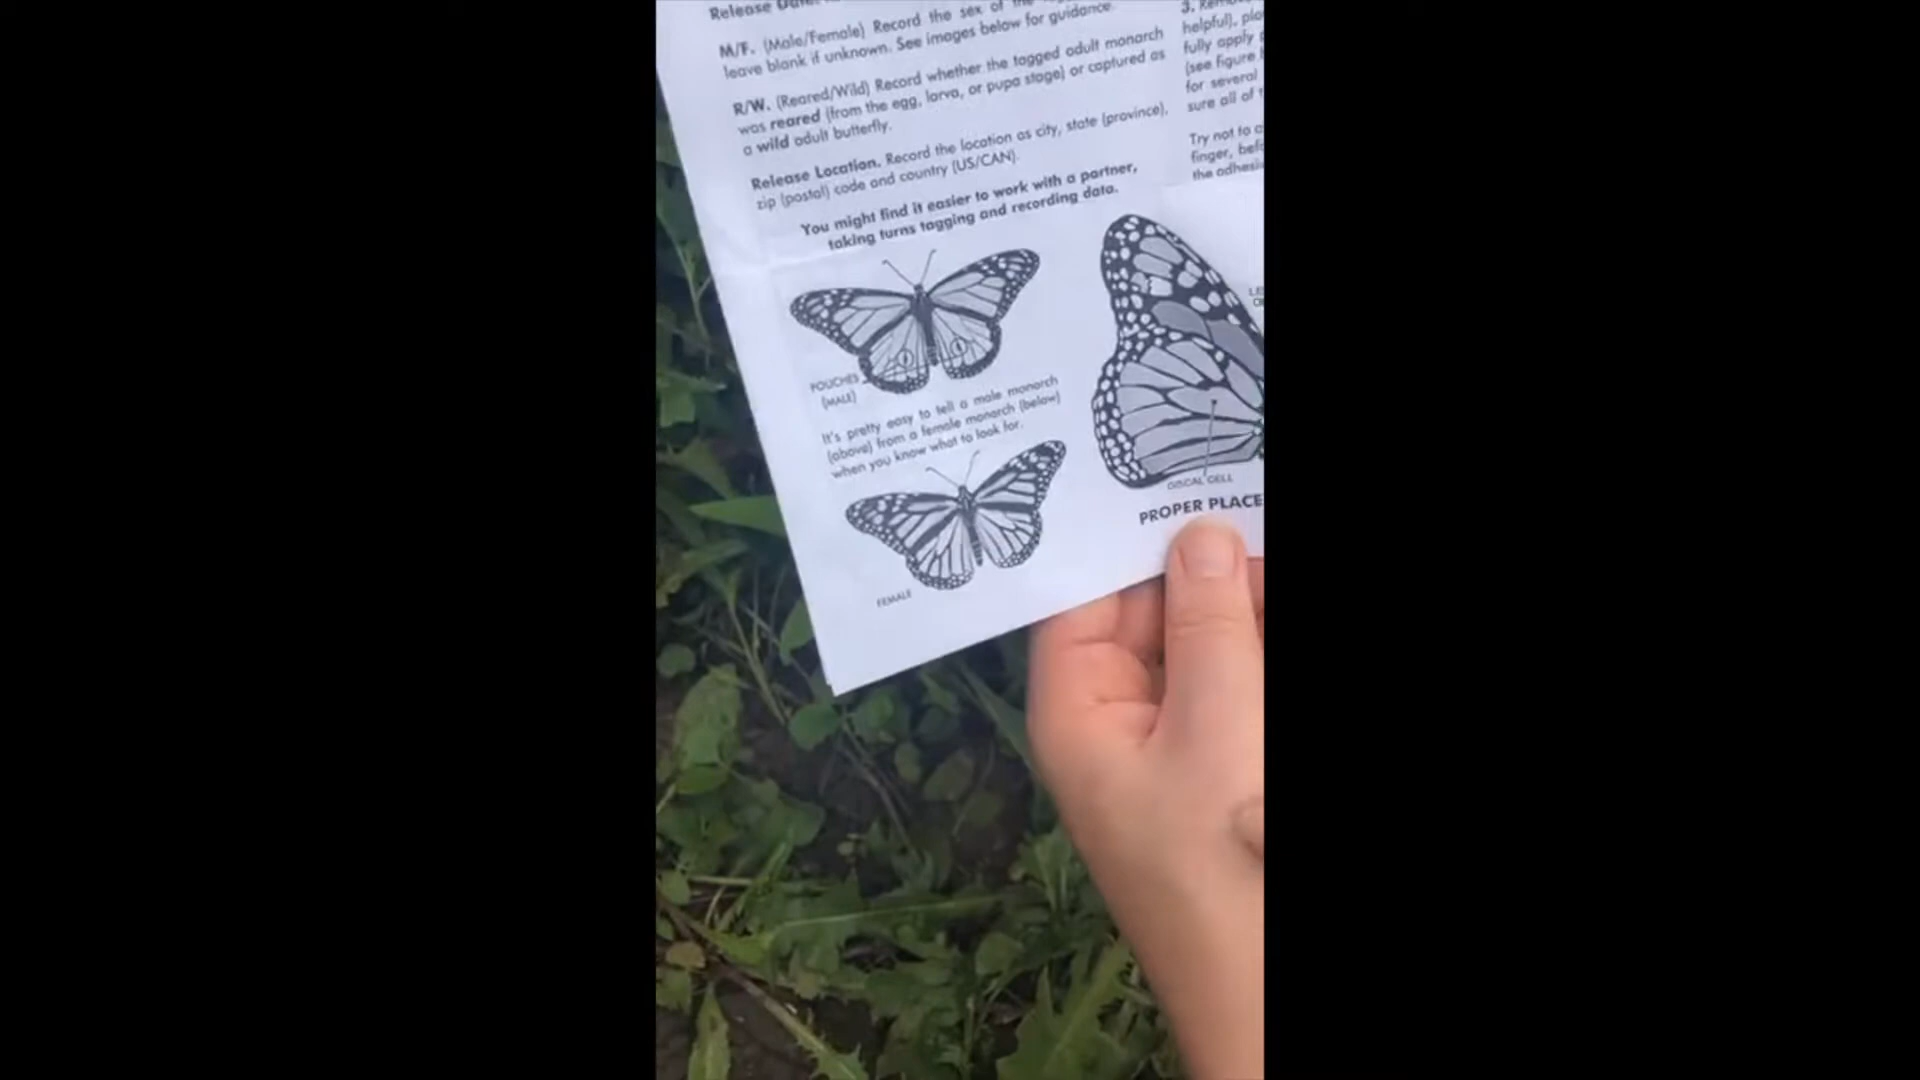 Release Date.
M/F. (Male/Female) Record the sex of the
leave blank if unknown. See images below for guidance.
R/W. (Reared/Wild) Record whether the tagged adult monarch
was reared (from the egg, larva, or pupa stage) or captured as
a wild adult butterfly.
Release Location. Record the location as city, state (province),
zip (postal) code and country (US/CAN).
You might find it easier to work with a partner,
taking turns tagging and recording data.
POUCHES
(MALE)
It's pretty easy to tell a male monarch
(above) from a female monarch (below)
when you know what to look for.
FEMALE
3.
helpful),
fully apply
(see figure
for several
sure all of
Try not to
finger,
the
DISCAL CELL
PROPER